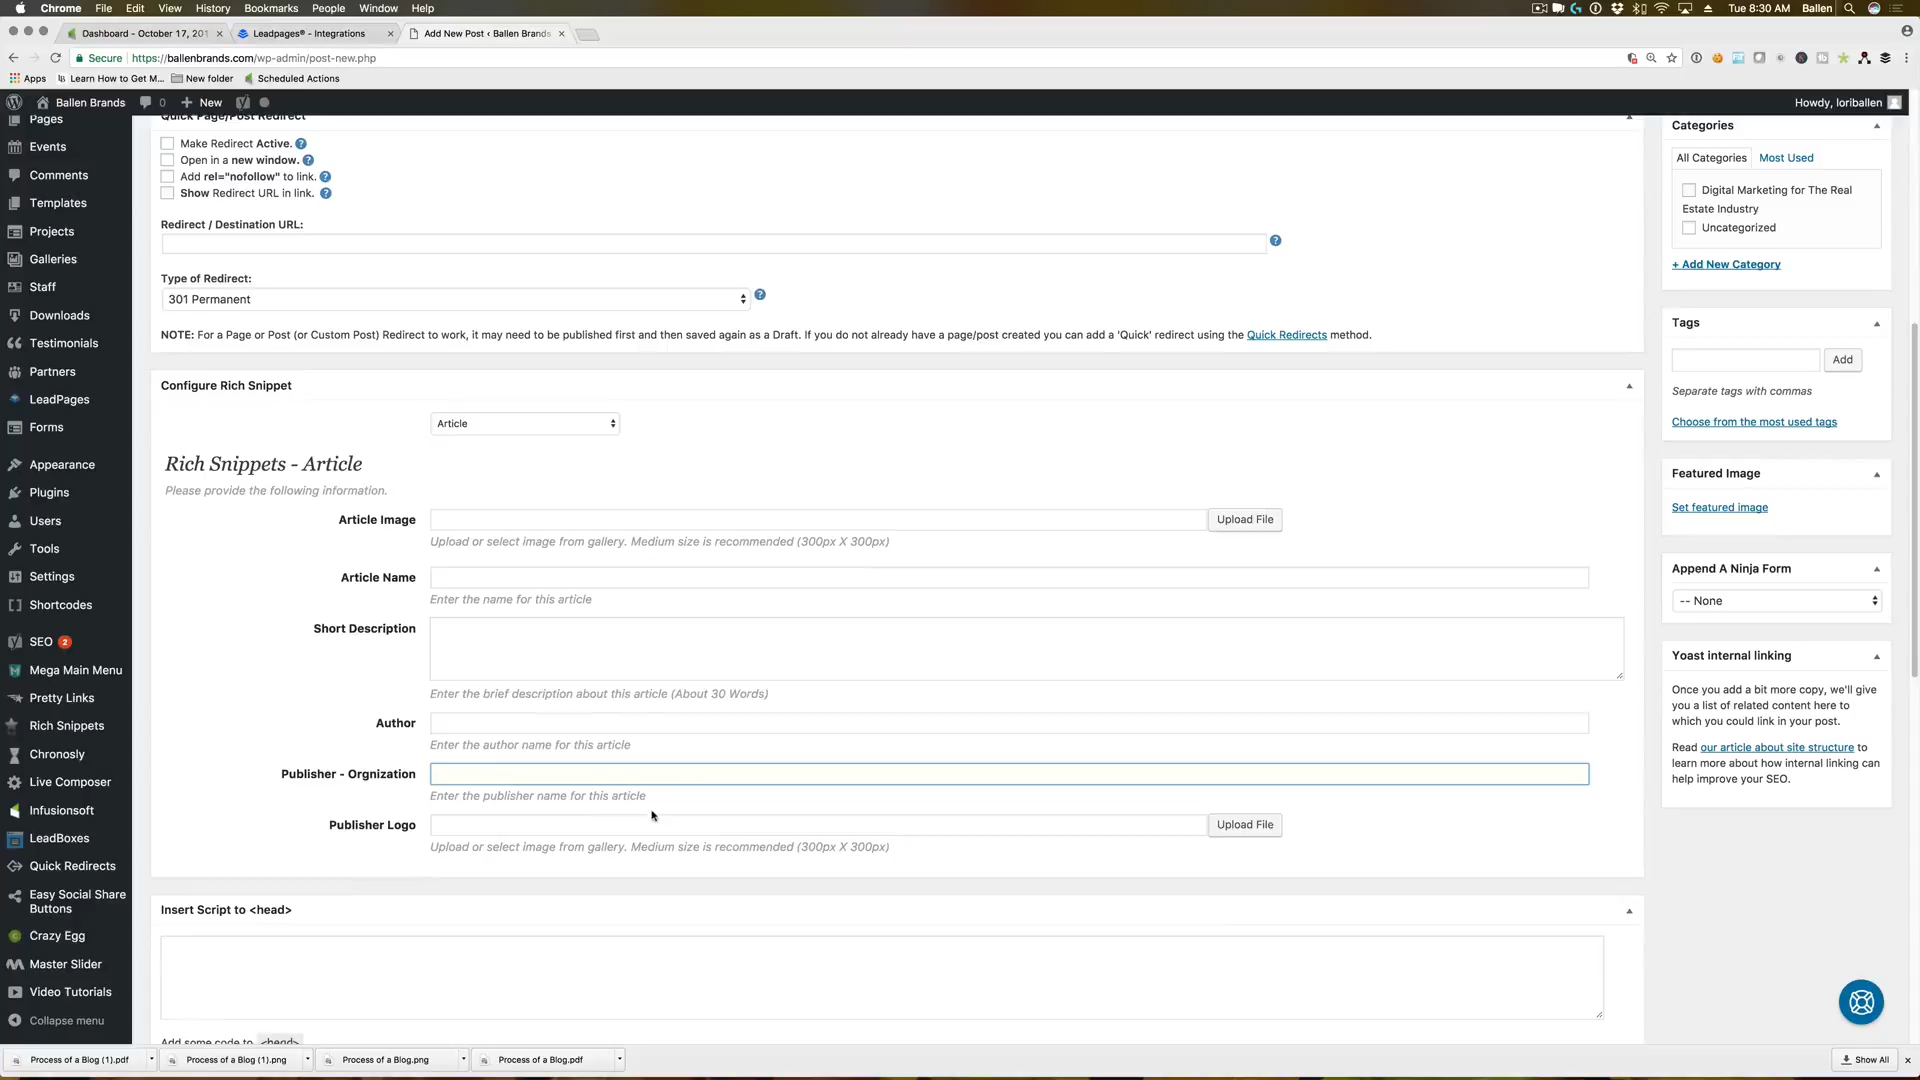 Chrome File Edit View History Bookmarks People Window Help
Tue 8:30 AM Ballen
Dashboard - October 17, 201
Leadpages® - Integrations
Add New Post ‹ Ballen Brands
Secure https://ballenbrands.com/wp-admin/post-new.php
Apps Learn How to Get M... New folder Scheduled Actions
Ballen Brands 0 New
Howdy, loriballen
Pages
Events
Comments
Templates
Projects
Galleries
Staff
Downloads
Testimonials
Partners
LeadPages
Forms
Appearance
Plugins
Users
Tools
Settings
Shortcodes
SEO 2
Mega Main Menu
Pretty Links
Rich Snippets
Chronosly
Live Composer
Infusionsoft
LeadBoxes
Quick Redirects
Easy Social Share
Buttons
Crazy Egg
Master Slider
Video Tutorials
Collapse menu
Quick Page/Post Redirect
Make Redirect Active. ?
Open in a new window. ?
Add rel="nofollow" to link. ?
Show Redirect URL in link. ?
Redirect / Destination URL:
?
Type of Redirect:
301 Permanent ?
NOTE: For a Page or Post (or Custom Post) Redirect to work, it may need to be published first and then saved again as a Draft. If you do not already have a page/post created you can add a 'Quick' redirect using the Quick Redirects method.
Configure Rich Snippet
Article
Rich Snippets - Article
Please provide the following information.
Article Image Upload File
Upload or select image from gallery. Medium size is recommended (300px X 300px)
Article Name
Enter the name for this article
Short Description
Enter the brief description about this article (About 30 Words)
Author
Enter the author name for this article
Publisher - Orgnization
Enter the publisher name for this article
Publisher Logo Upload File
Upload or select image from gallery. Medium size is recommended (300px X 300px)
Insert Script to <head>
Add some code to <head>
Categories
All Categories Most Used
Digital Marketing for The Real
Estate Industry
Uncategorized
+ Add New Category
Tags
Add
Separate tags with commas
Choose from the most used tags
Featured Image
Set featured image
Append A Ninja Form
-- None
Yoast internal linking
Once you add a bit more copy, we'll give
you a list of related content here to
which you could link in your post.
Read our article about site structure to
learn more about how internal linking can
help improve your SEO.
Process of a Blog (1).pdf
Process of a Blog (1).png
Process of a Blog.png
Process of a Blog.pdf
Show All